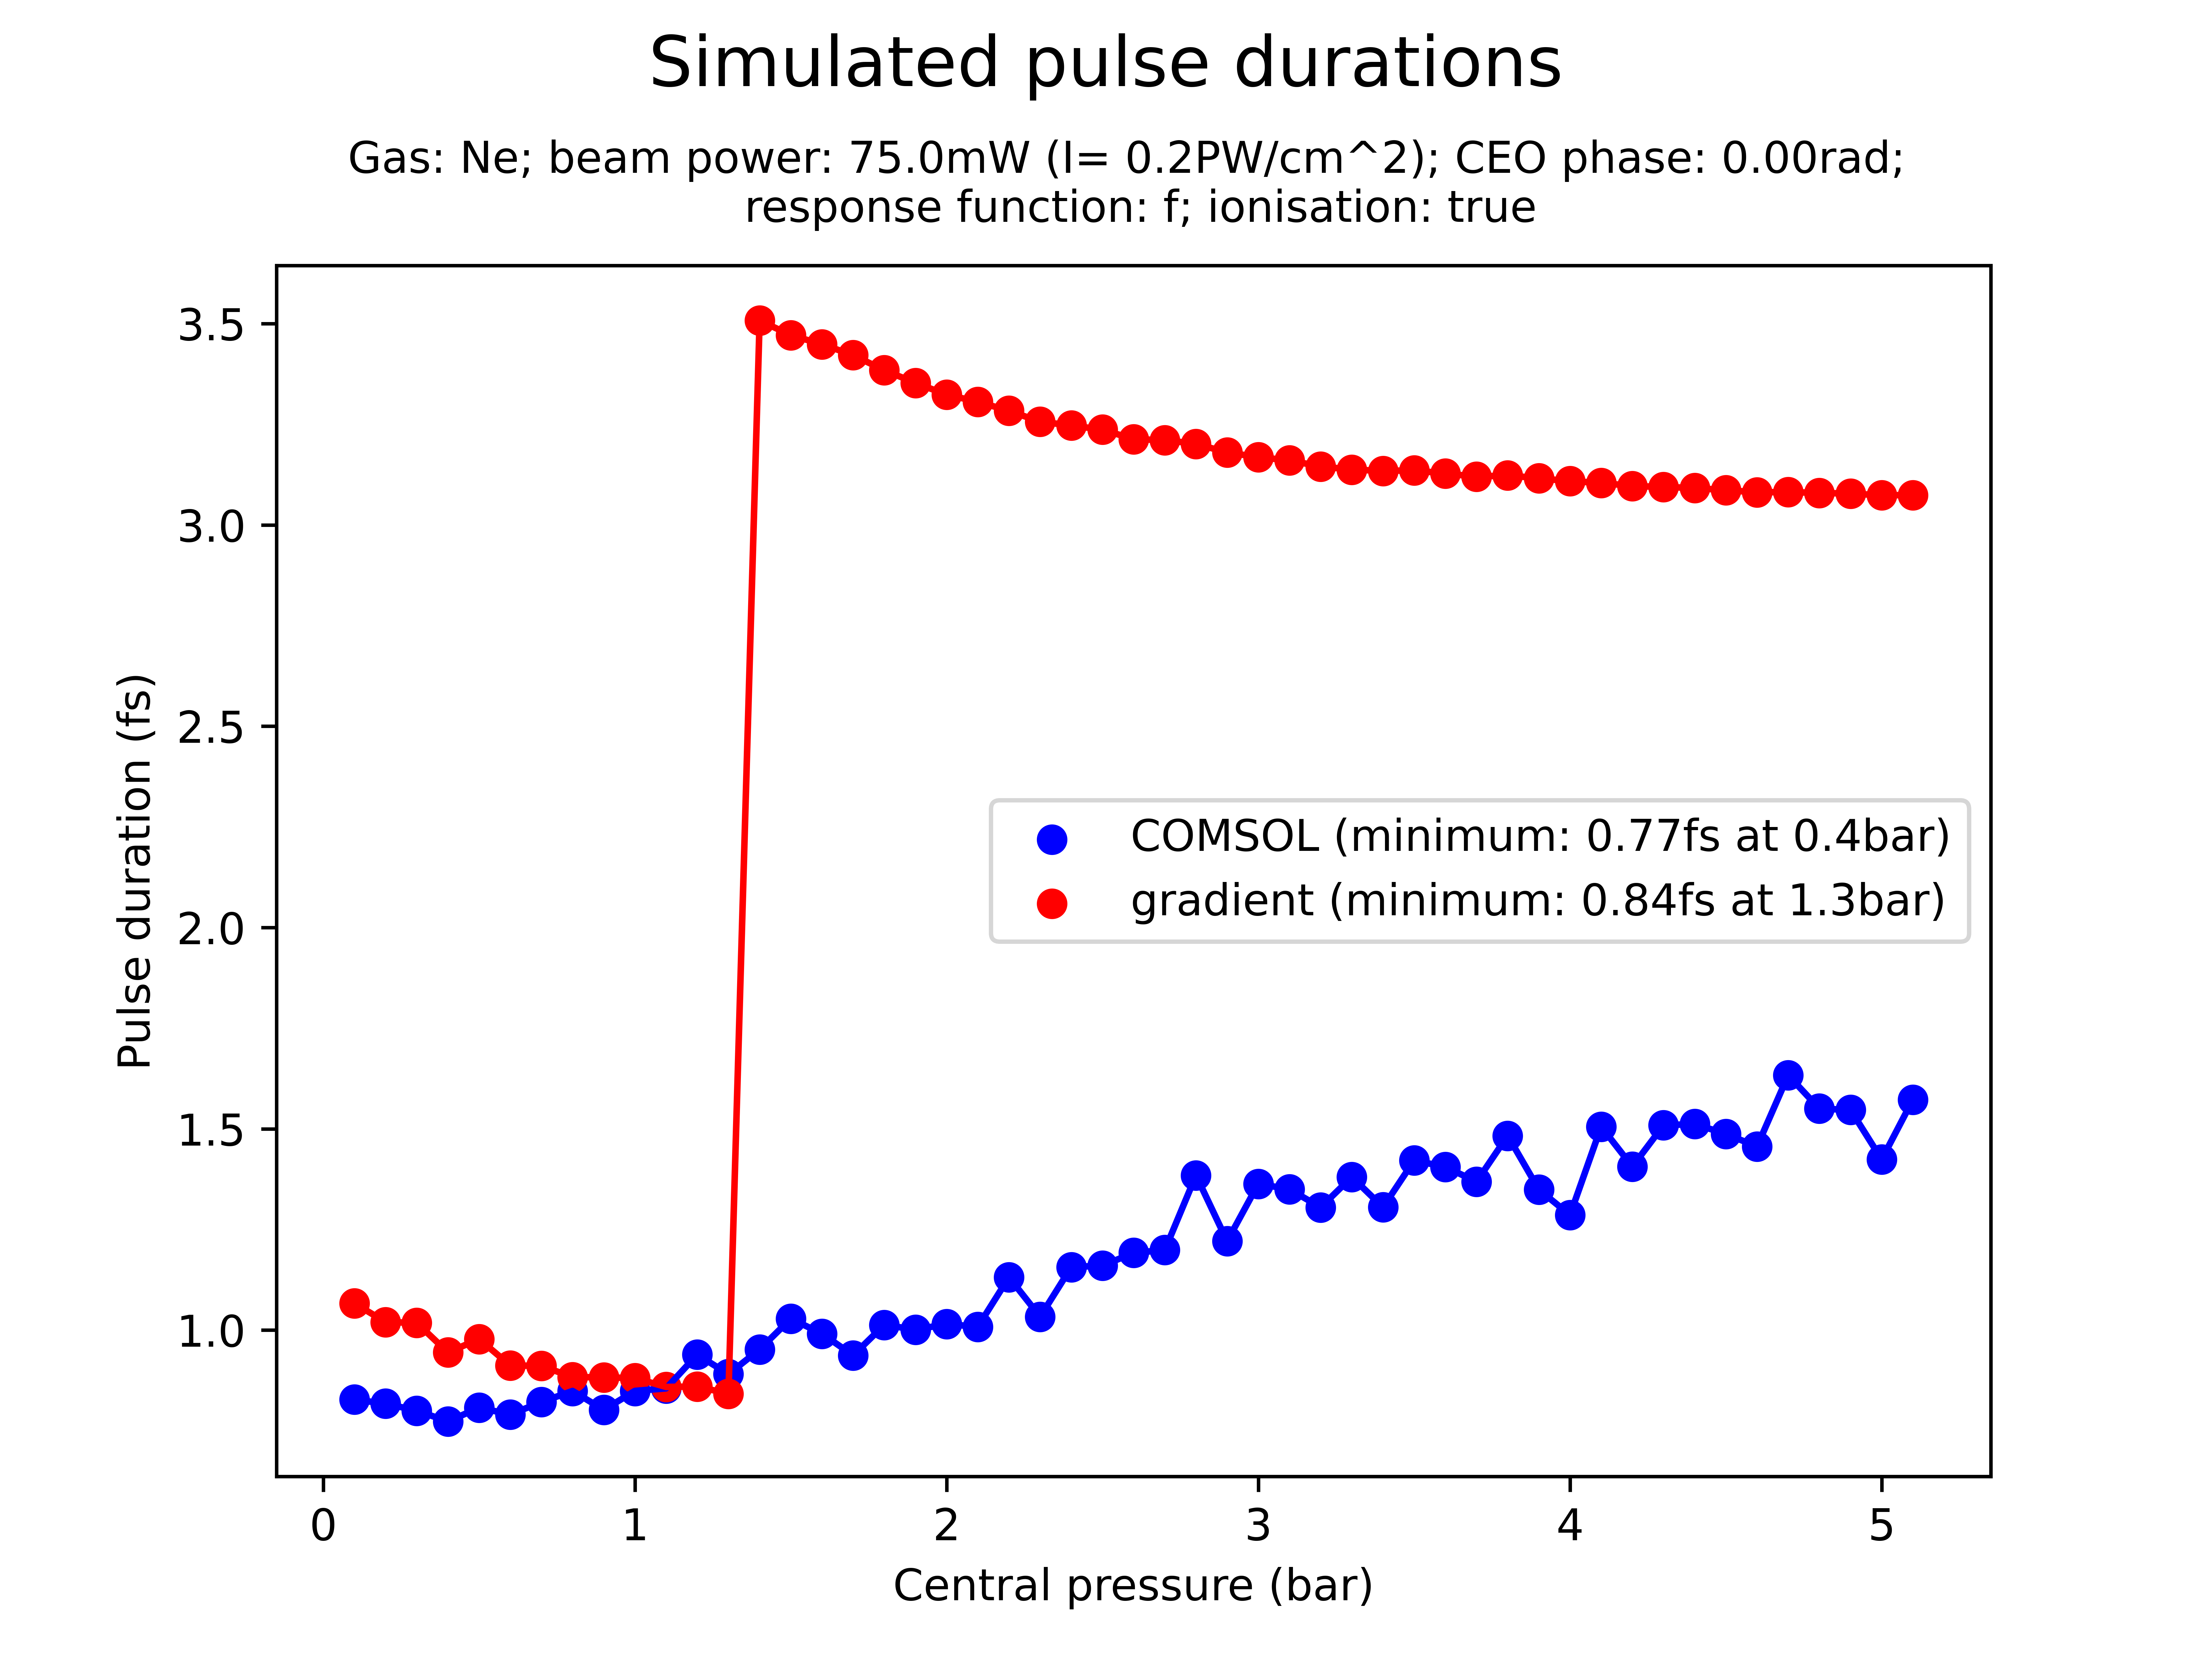 Simulated pulse durations
Gas: Ne; beam power: 75.0mW (I= 0.2PW/cm^2); CEO phase: 0.00rad;
response function: f; ionisation: true
3.5
3.0
2.5
2.0
1.5
1.0
Pulse duration (fs)
COMSOL (minimum: 0.77fs at 0.4bar)
gradient (minimum: 0.84fs at 1.3bar)
0 1 2 3 4 5
Central pressure (bar)